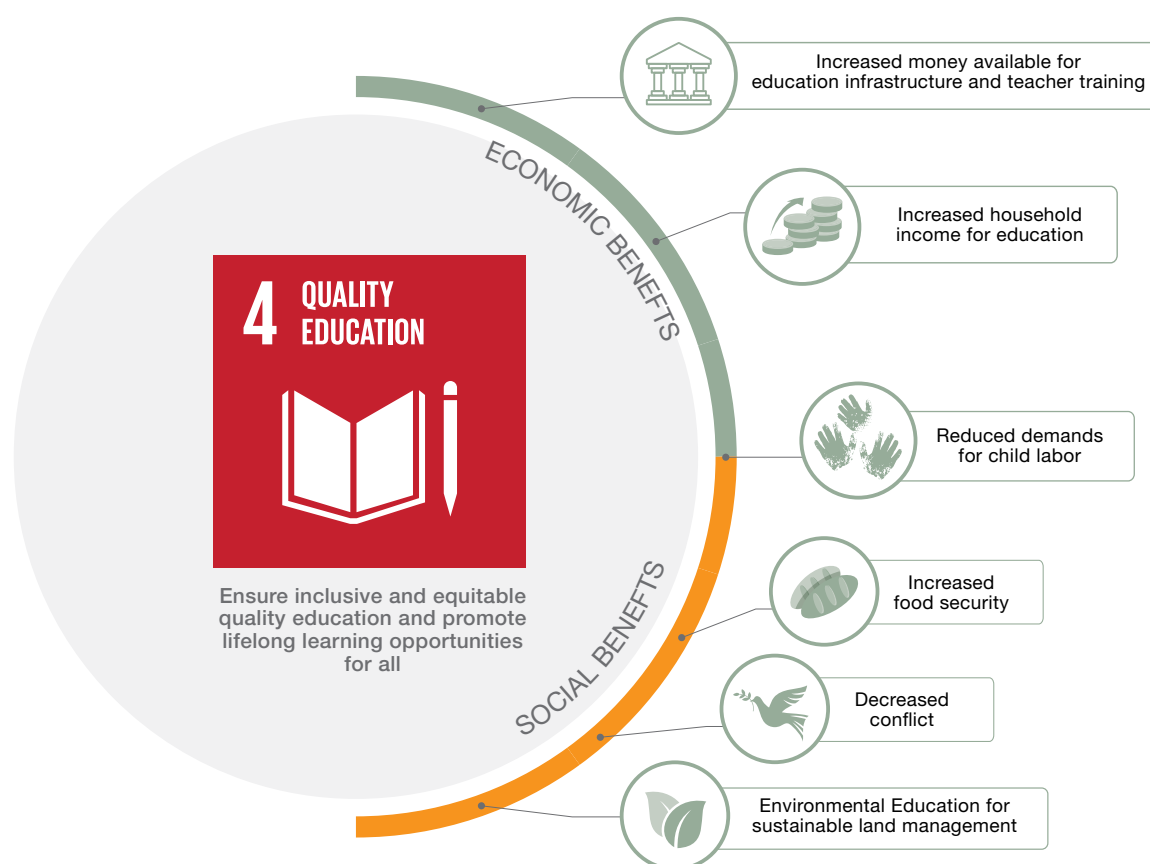 Increased money available for
education infrastructure and teacher training
ECONOMIC BENEFTS
Increased household
income for education
4 QUALITY
EDUCATION
Reduced demands
for child labor
Increased
food security
Ensure inclusive and equitable
quality education and promote
lifelong learning opportunities
for all
SOCIAL BENEFTS
Decreased
conflict
Environmental Education for
sustainable land management